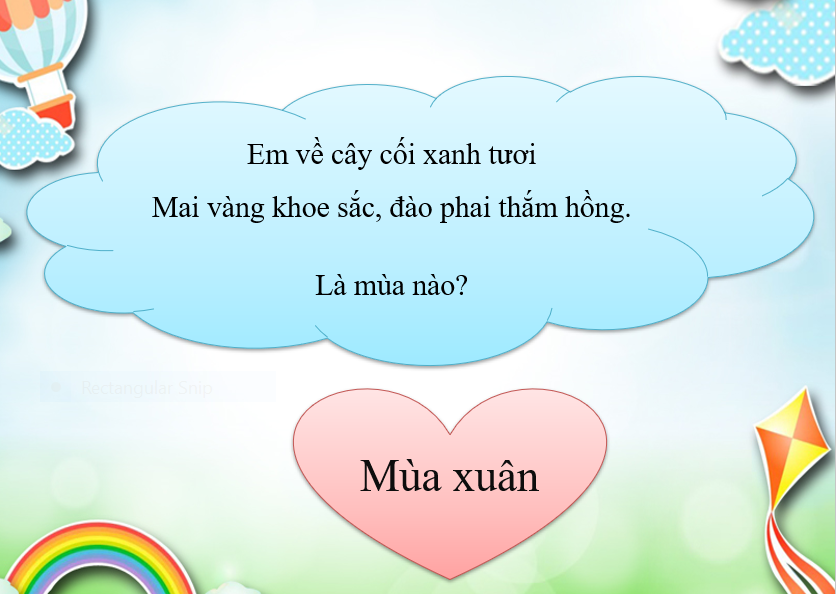 Em về cây cối xanh tươi
Mai vàng khoe sắc, đào phai thắm hồng.
Là mùa nào?
Rectangular Snip
Mùa xuân